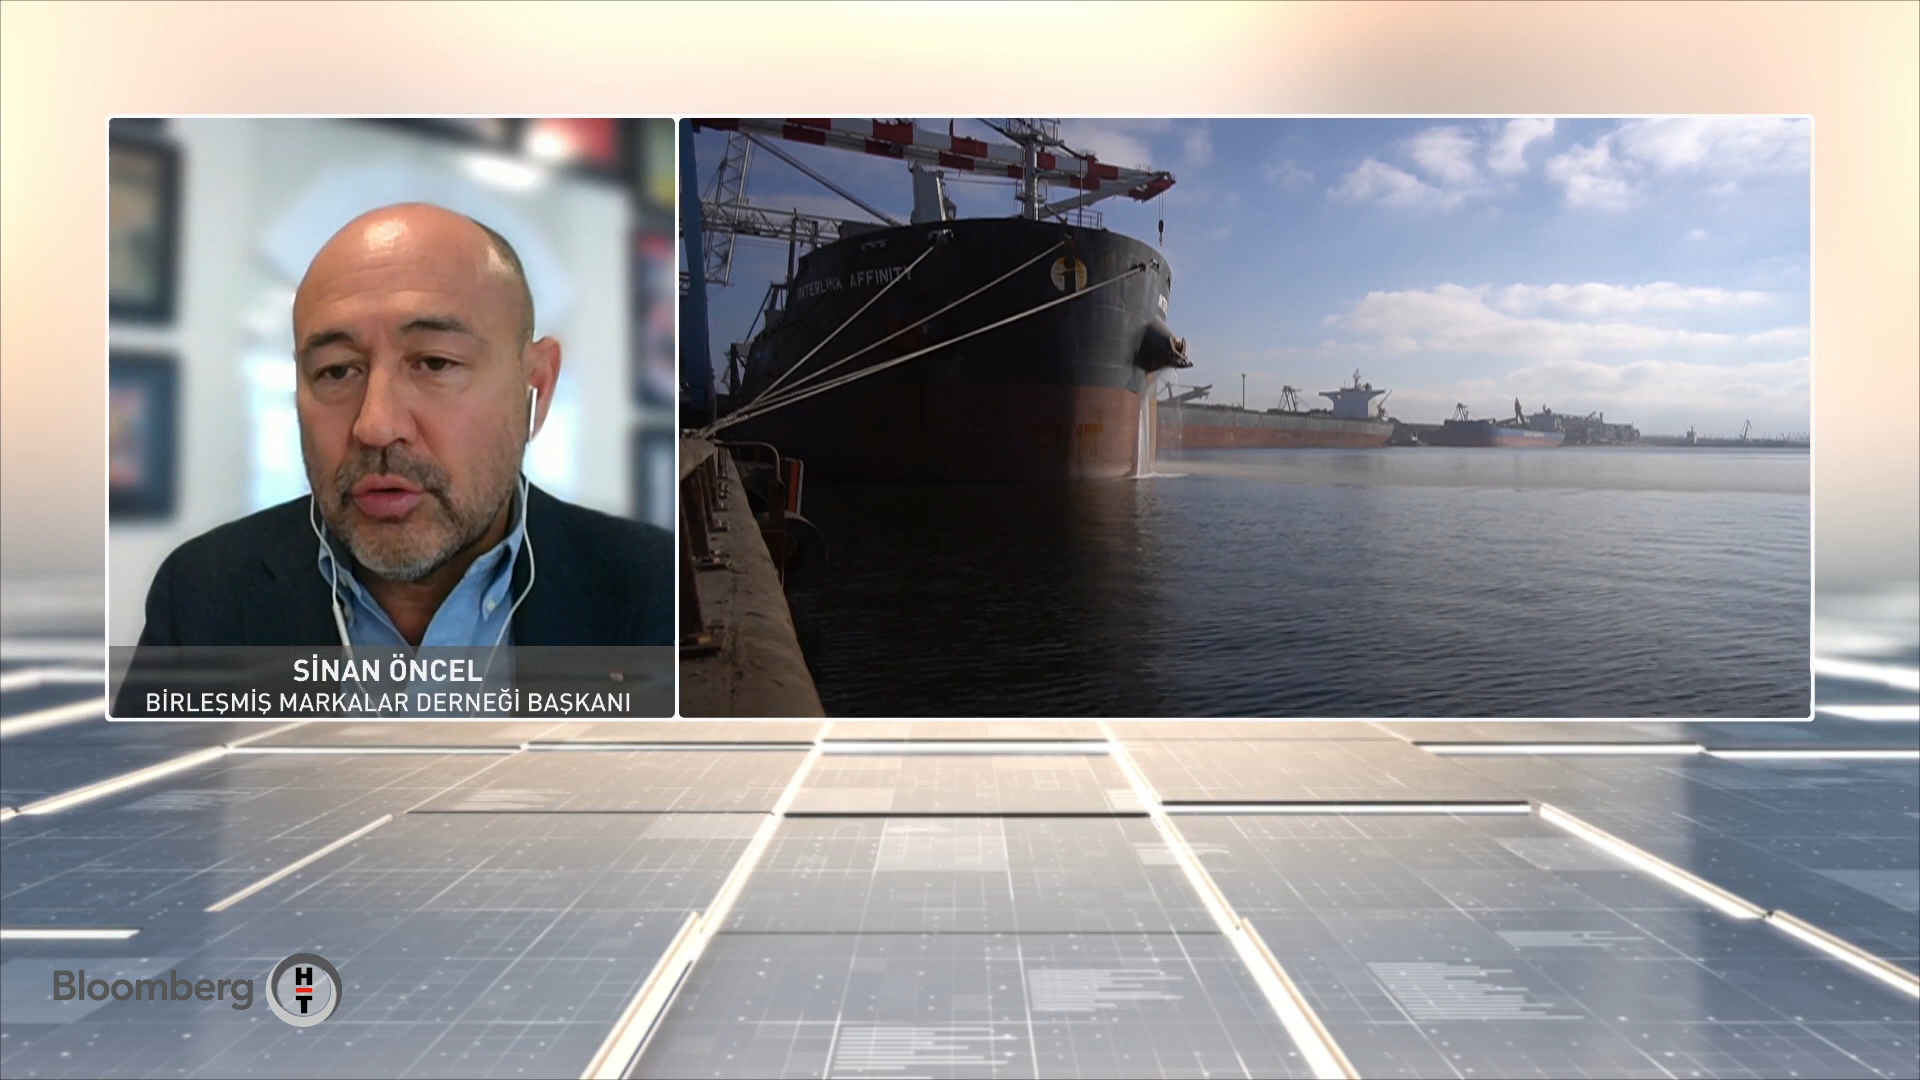 INTERLINK AFFINITY
SİNAN ÖNCEL
BİRLEŞMİŞ MARKALAR DERNEĞİ BAŞKANI
Bloomberg HT